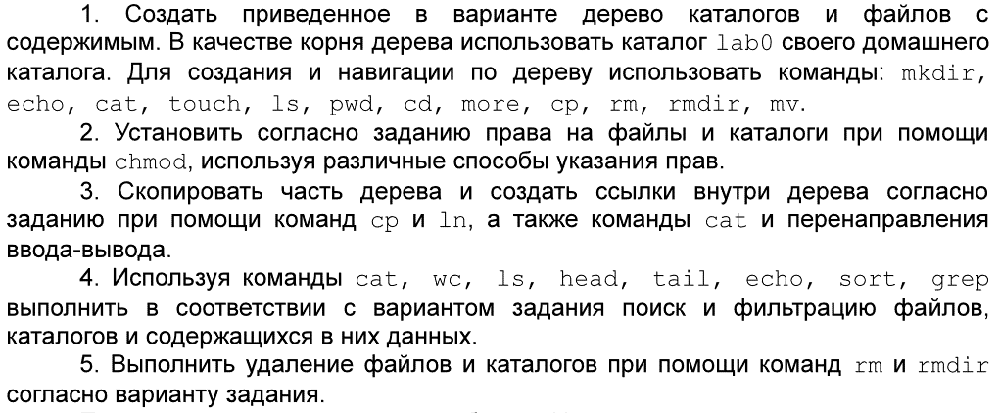 1. Создать приведенное в варианте дерево каталогов и файлов с
содержимым. В качестве корня дерева использовать каталог lab0 своего домашнего
каталога. Для создания и навигации по дереву использовать команды: mkdir,
echo, cat, touch, ls, pwd, cd, more, cp, rm, rmdir, mv.
2. Установить согласно заданию права на файлы и каталоги при помощи
команды chmod, используя различные способы указания прав.
3. Скопировать часть дерева и создать ссылки внутри дерева согласно
заданию при помощи команд cp и ln, а также команды cat и перенаправления
ввода-вывода.
4. Используя команды cat, wc, ls, head, tail, echo, sort, grep
выполнить в соответствии с вариантом задания поиск и фильтрацию файлов,
каталогов и содержащихся в них данных.
5. Выполнить удаление файлов и каталогов при помощи команд rm и rmdir
согласно варианту задания.